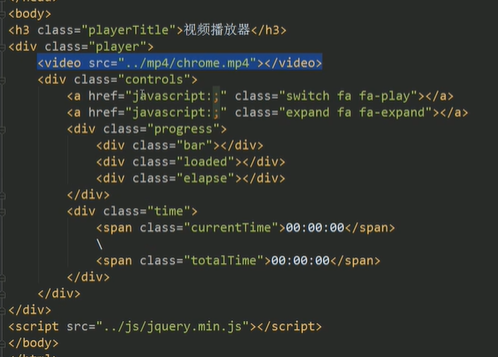 <body>
<h3 class="playerTitle">视频播放器</h3>
<div class="player">
<video src="../mp4/chrome.mp4"></video>
<div class="controls">
<a href="javascript:;" class="switch fa fa-play"></a>
<a href="javascript:;" class="expand fa fa-expand"></a>
<div class="progress">
<div class="bar"></div>
<div class="loaded"></div>
<div class="elapse"></div>
</div>
<div class="time">
<span class="currentTime">00:00:00</span>
\
<span class="totalTime">00:00:00</span>
</div>
</div>
</div>
<script src="../js/jquery.min.js"></script>
</body>